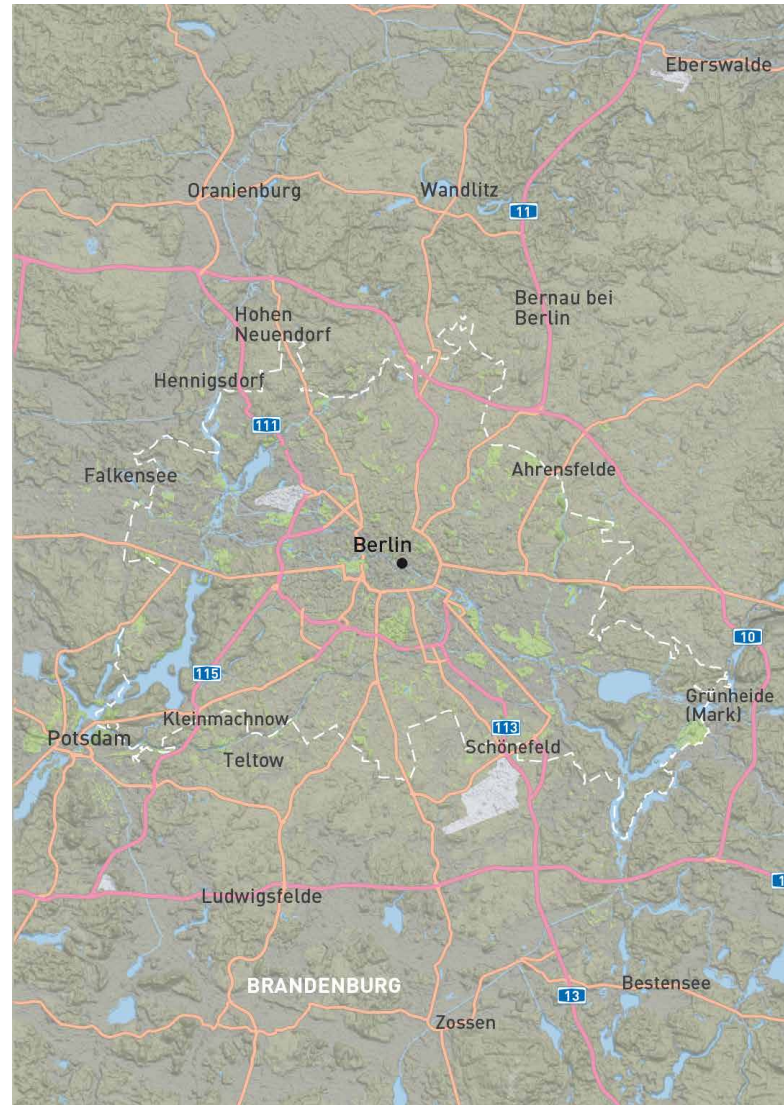 Eberswalde
Oranienburg
Wandlitz
11
Bernau bei
Berlin
Hohen
Neuendorf
Hennigsdorf
111
Falkensee
Ahrensfelde
Berlin
10
115
Grünheide
(Mark)
Kleinmachnow
113
Potsdam
Schönefeld
Teltow
1
Ludwigsfelde
BRANDENBURG
Bestensee
13
Zossen